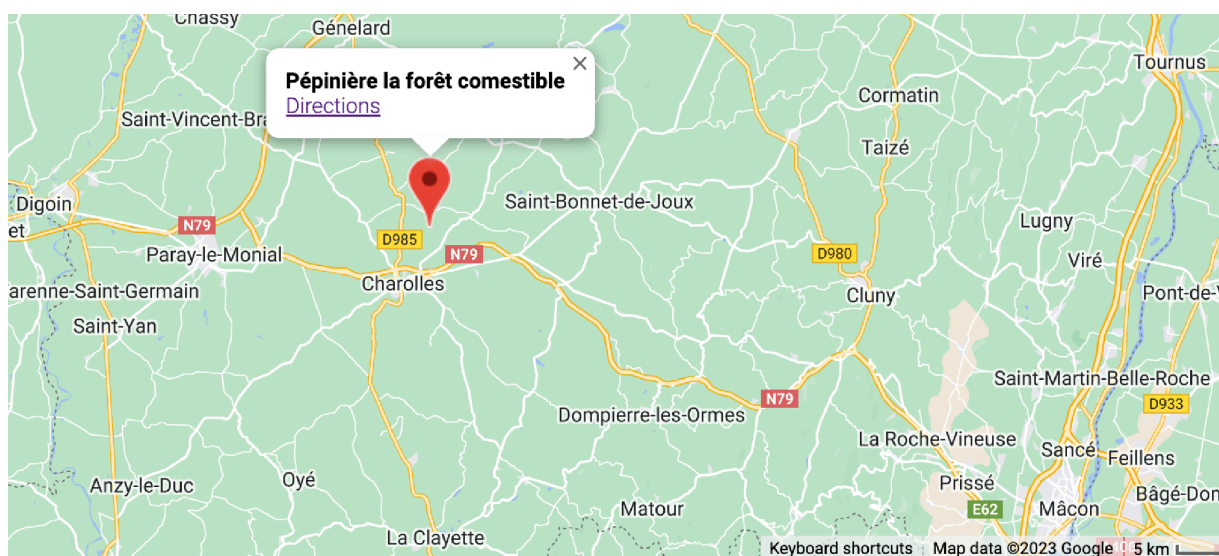 Chassy
Génelard
Tournus
Pépinière la forêt comestible
Directions
Cormatin
Saint-Vincent-Bra
Taizé
Digoin
et
Saint-Bonnet-de-Joux
N79
Lugny
D985
Paray-le-Monial
N79
D980
Viré
Charolles
arenne-Saint-Germain
Cluny
Pont-de-V
Saint-Yan
Saint-Martin-Belle-Roche
N79
D933
Dompierre-les-Ormes
La Roche-Vineuse
Sancé
Feillens
Oyé
Anzy-le-Duc
Prissé
Bâgé-Dom
Matour
E62
Mâcon
La Clayette
Keyboard shortcuts
Map data ©2023 Google
5 km